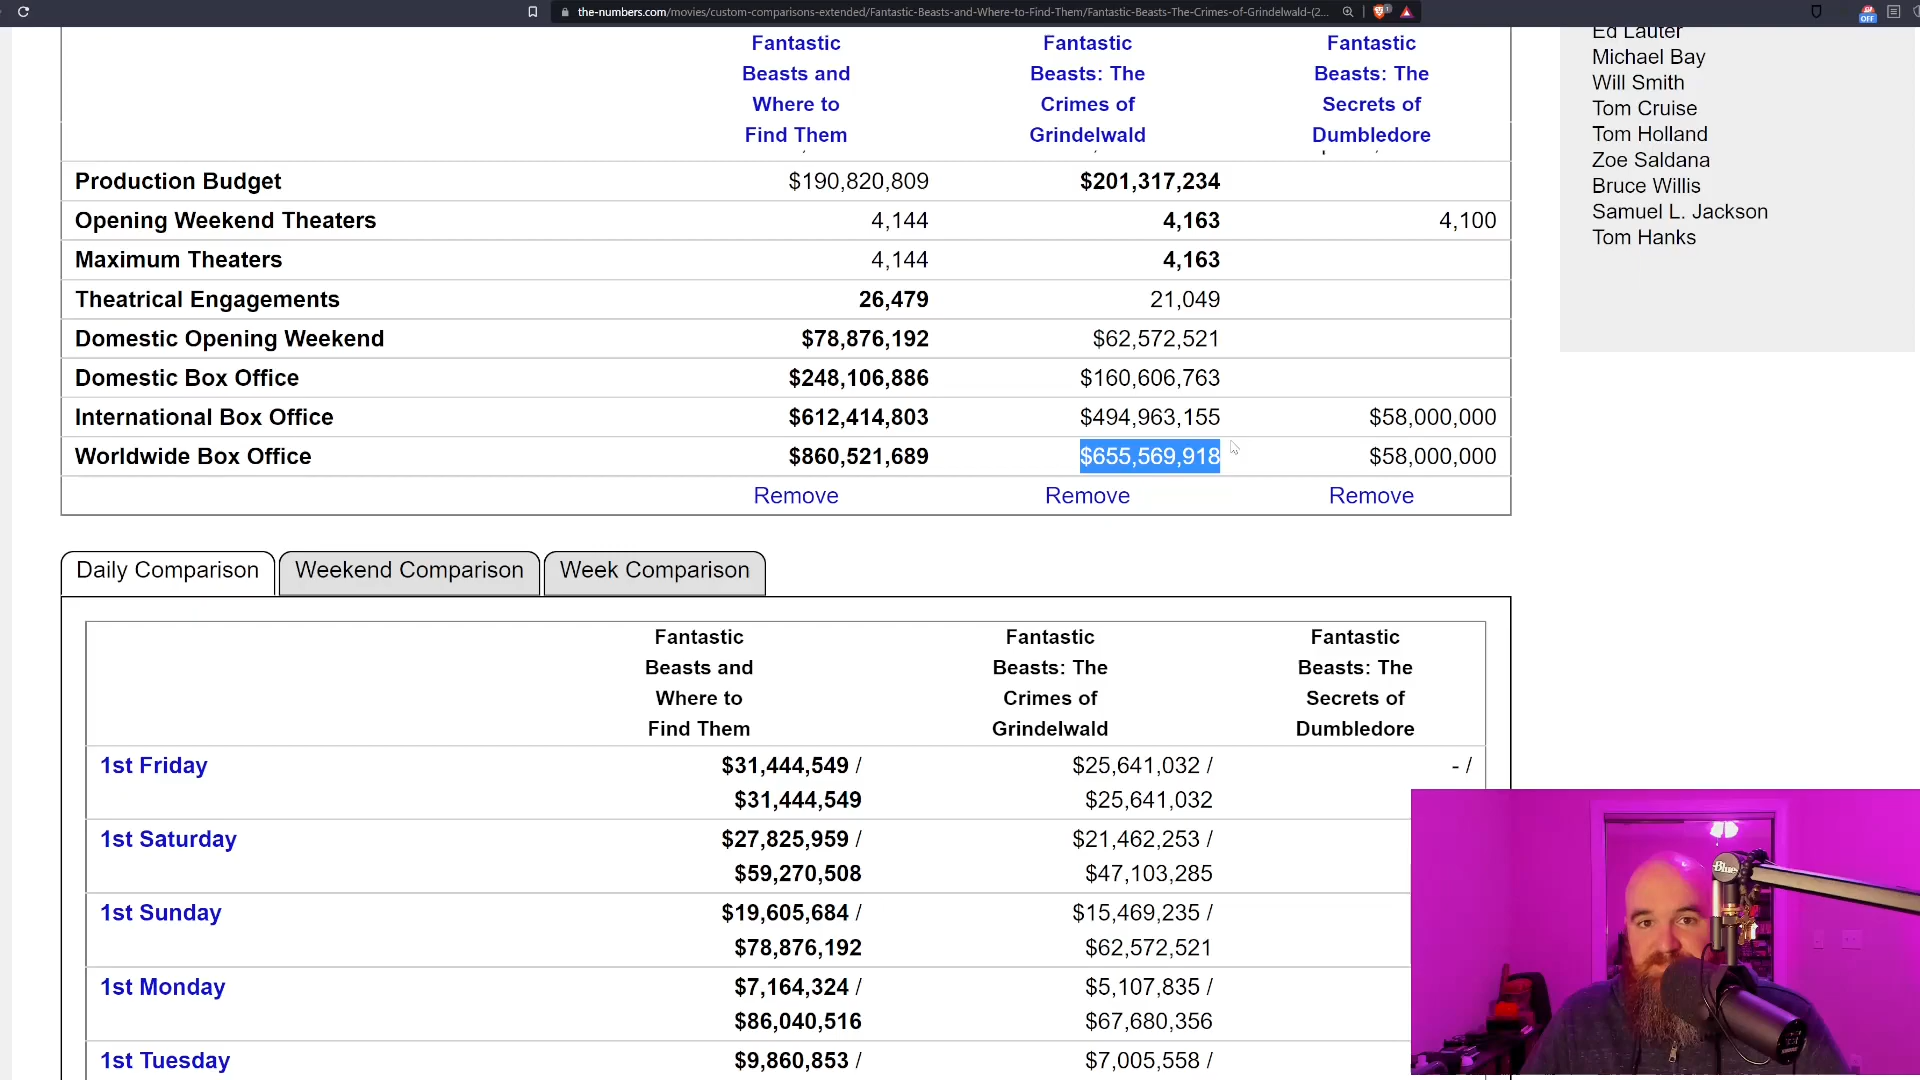 the-numbers.com/movies/custom-comparisons-extended/Fantastic-Beasts-and-Where-to-Find-Them/Fantastic-Beasts-The-Crimes-of-Grindelwald-(2...
OFF
Fantastic Beasts and Where to Find Them
Fantastic Beasts: The Crimes of Grindelwald
Fantastic Beasts: The Secrets of Dumbledore
Production Budget $190,820,809 $201,317,234
Opening Weekend Theaters 4,144 4,163 4,100
Maximum Theaters 4,144 4,163
Theatrical Engagements 26,479 21,049
Domestic Opening Weekend $78,876,192 $62,572,521
Domestic Box Office $248,106,886 $160,606,763
International Box Office $612,414,803 $494,963,155 $58,000,000
Worldwide Box Office $860,521,689 $655,569,918 $58,000,000
Remove Remove Remove
Ed Lauter
Michael Bay
Will Smith
Tom Cruise
Tom Holland
Zoe Saldana
Bruce Willis
Samuel L. Jackson
Tom Hanks
Daily Comparison Weekend Comparison Week Comparison
Fantastic Beasts and Where to Find Them
Fantastic Beasts: The Crimes of Grindelwald
Fantastic Beasts: The Secrets of Dumbledore
1st Friday $31,444,549 / $25,641,032 / - /
$31,444,549 $25,641,032
1st Saturday $27,825,959 / $21,462,253 /
$59,270,508 $47,103,285
1st Sunday $19,605,684 / $15,469,235 /
$78,876,192 $62,572,521
1st Monday $7,164,324 / $5,107,835 /
$86,040,516 $67,680,356
1st Tuesday $9,860,853 / $7,005,558 /
Blue